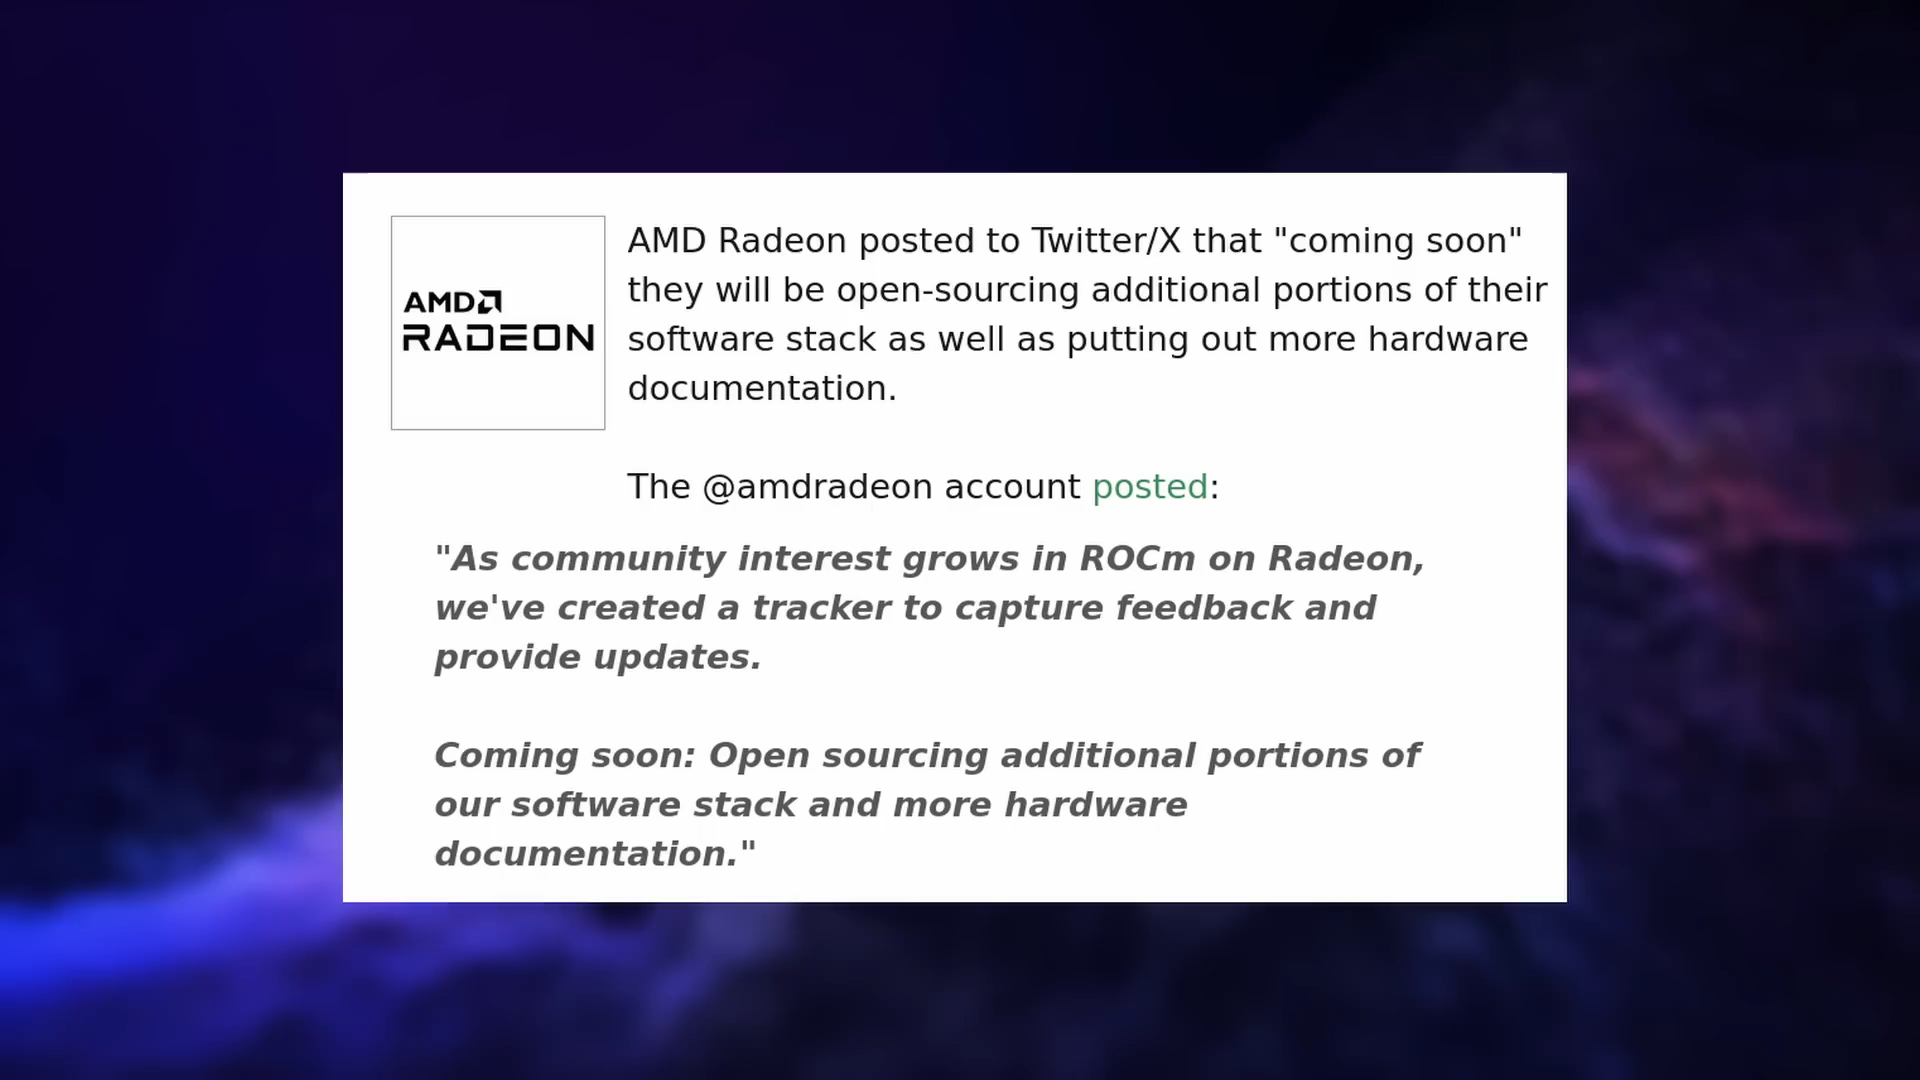 AMD
RADEON
AMD Radeon posted to Twitter/X that "coming soon"
they will be open-sourcing additional portions of their
software stack as well as putting out more hardware
documentation.
The @amdradeon account posted:
"As community interest grows in ROCm on Radeon,
we've created a tracker to capture feedback and
provide updates.
Coming soon: Open sourcing additional portions of
our software stack and more hardware
documentation."